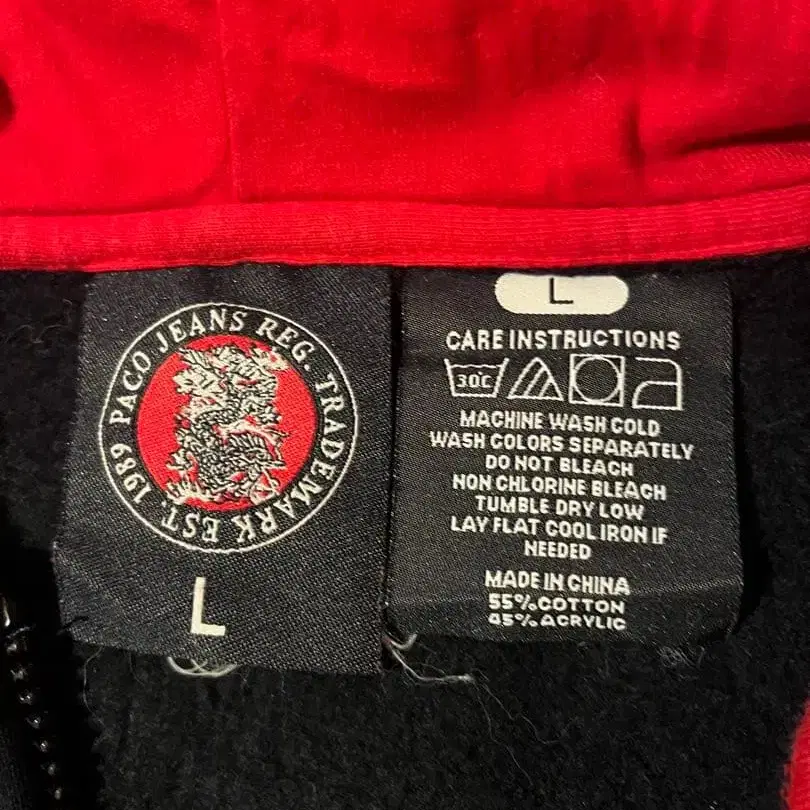 PACO JEANS REG. TRADEMARK EST. 1989
L
L
CARE INSTRUCTIONS
30C
MACHINE WASH COLD
WASH COLORS SEPARATELY
DO NOT BLEACH
NON CHLORINE BLEACH
TUMBLE DRY LOW
LAY FLAT COOL IRON IF
NEEDED
MADE IN CHINA
55%COTTON
45%ACRYLIC